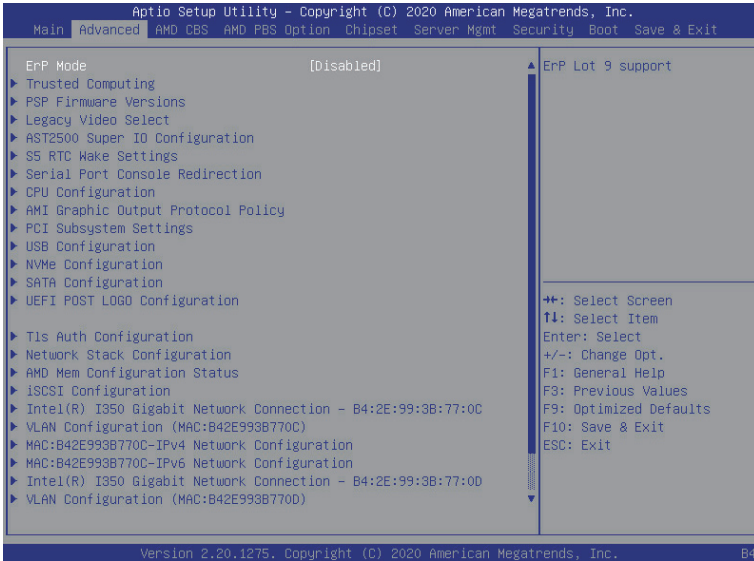 Aptio Setup Utility – Copyright (C) 2020 American Megatrends, Inc.
Main Advanced AMD CBS AMD PBS Option Chipset Server Mgmt Security Boot Save & Exit
ErP Mode [Disabled]
Trusted Computing
PSP Firmware Versions
Legacy Video Select
AST2500 Super IO Configuration
S5 RTC Wake Settings
Serial Port Console Redirection
CPU Configuration
AMI Graphic Output Protocol Policy
PCI Subsystem Settings
USB Configuration
NVMe Configuration
SATA Configuration
UEFI POST LOGO Configuration
Tls Auth Configuration
Network Stack Configuration
AMD Mem Configuration Status
iSCSI Configuration
Intel(R) I350 Gigabit Network Connection – B4:2E:99:3B:77:0C
VLAN Configuration (MAC:B42E993B770C)
MAC:B42E993B770C-IPv4 Network Configuration
MAC:B42E993B770C-IPv6 Network Configuration
Intel(R) I350 Gigabit Network Connection – B4:2E:99:3B:77:0D
VLAN Configuration (MAC:B42E993B770D)
ErP Lot 9 support
→←: Select Screen
↑↓: Select Item
Enter: Select
+/-: Change Opt.
F1: General Help
F3: Previous Values
F9: Optimized Defaults
F10: Save & Exit
ESC: Exit
Version 2.20.1275. Copyright (C) 2020 American Megatrends, Inc.
B4